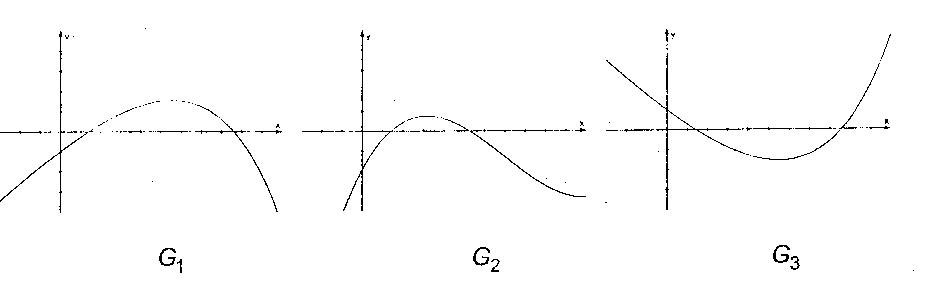 Y Y Y
X X X
G1 G2 G3